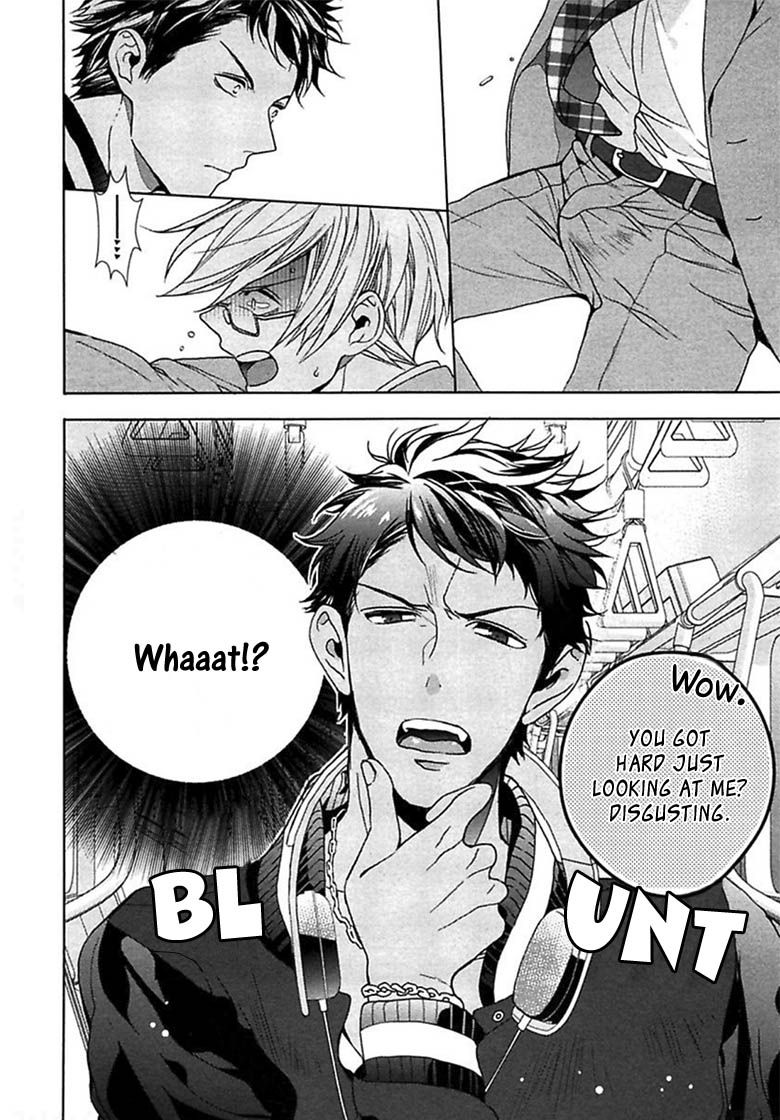 Wow.
YOU GOT
HARD JUST
LOOKING AT ME?
DISGUSTING.
Whaaat!?
BL UNT